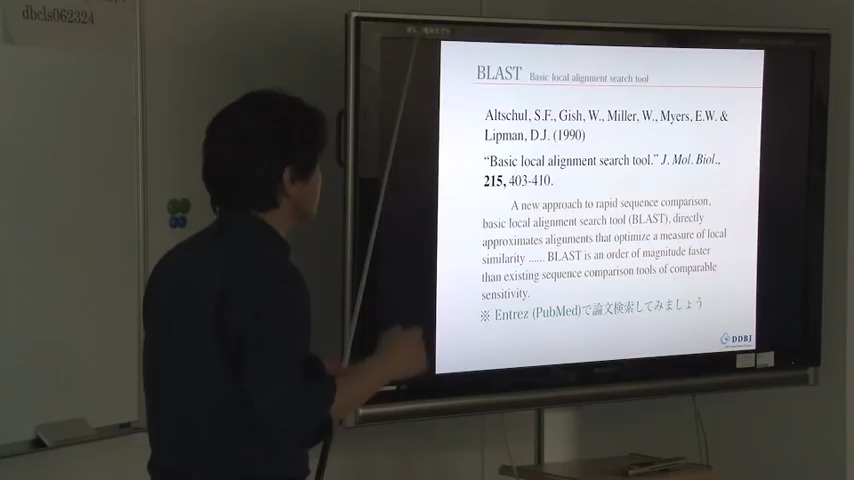 dbcls062324
BLAST Basic local alignment search tool
Altschul, S.F., Gish, W., Miller, W., Myers, E.W. &
Lipman, D.J. (1990)
“Basic local alignment search tool.” J. Mol. Biol.,
215, 403-410.
A new approach to rapid sequence comparison,
basic local alignment search tool (BLAST), directly
approximates alignments that optimize a measure of local
similarity ...... BLAST is an order of magnitude faster
than existing sequence comparison tools of comparable
sensitivity.
※ Entrez (PubMed)で論文検索してみましょう
DDBJ